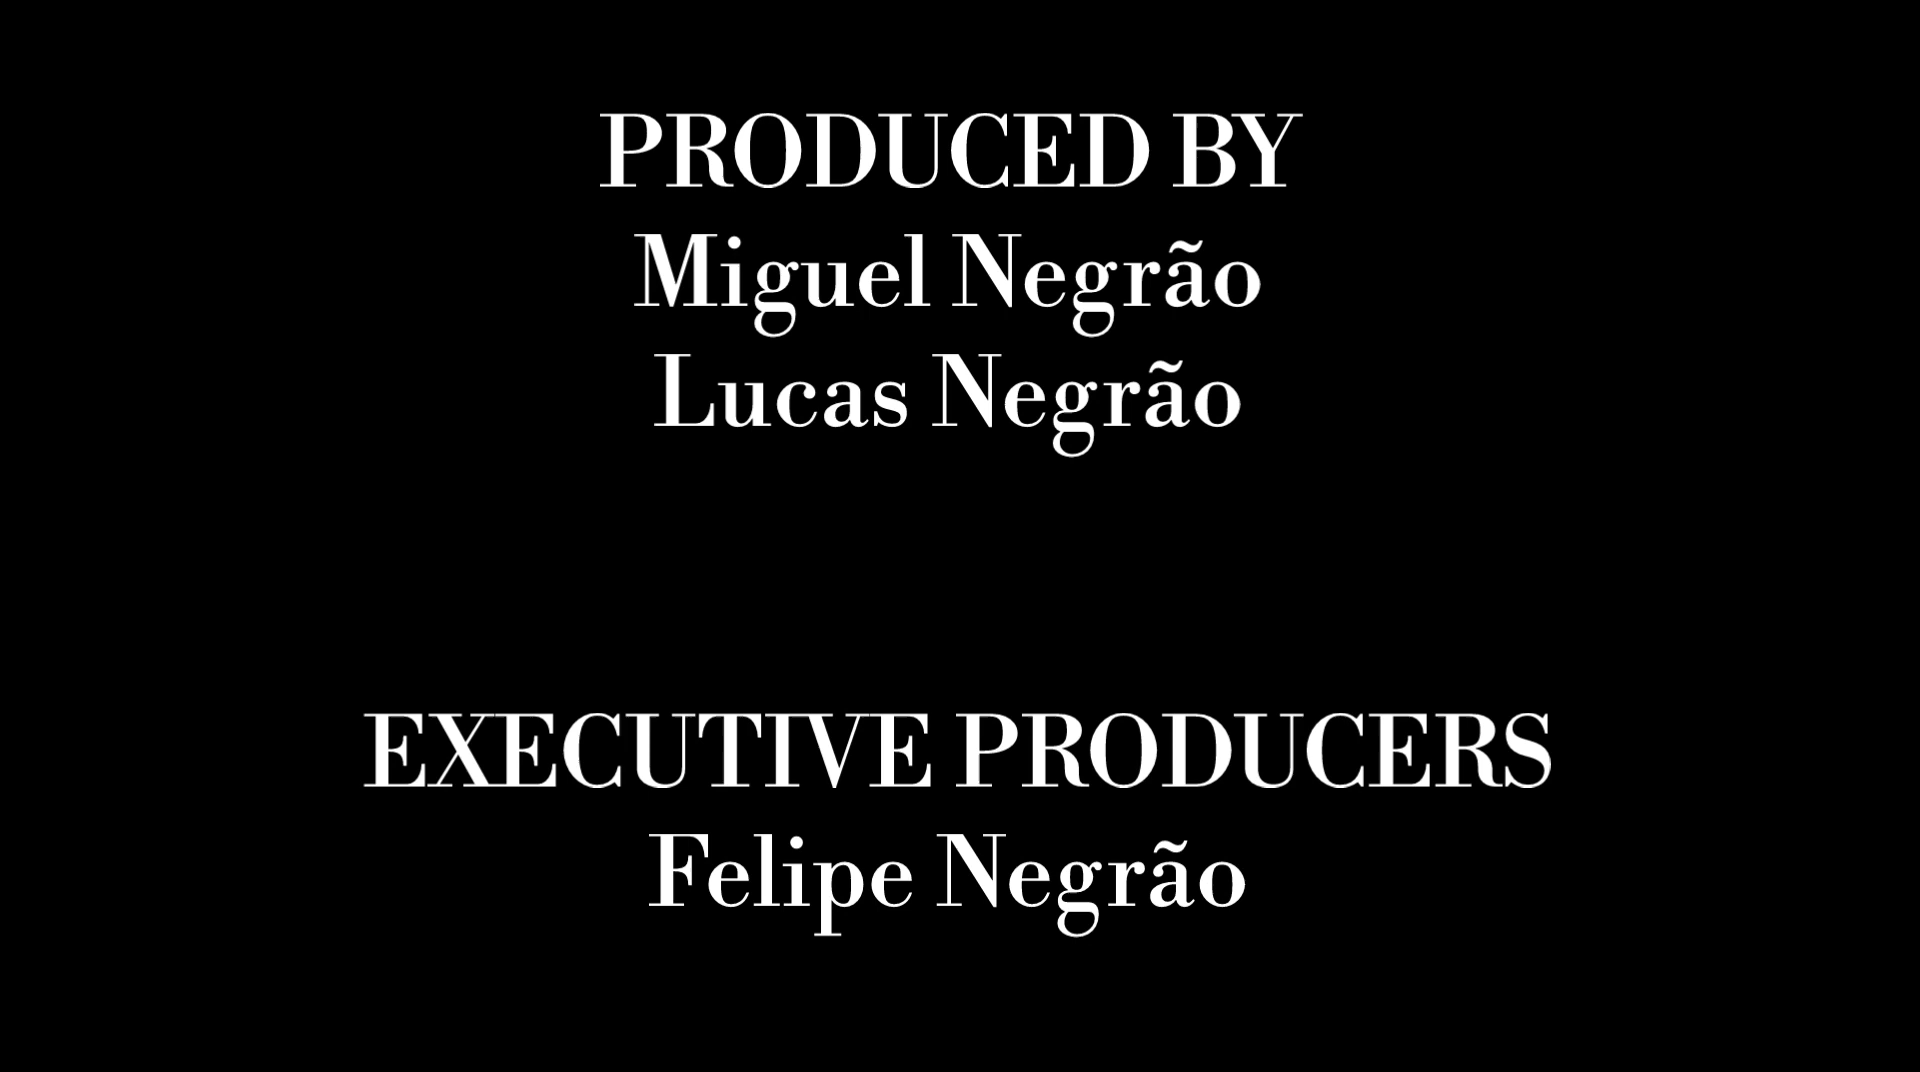 PRODUCED BY
Miguel Negrão
Lucas Negrão
EXECUTIVE PRODUCERS
Felipe Negrão